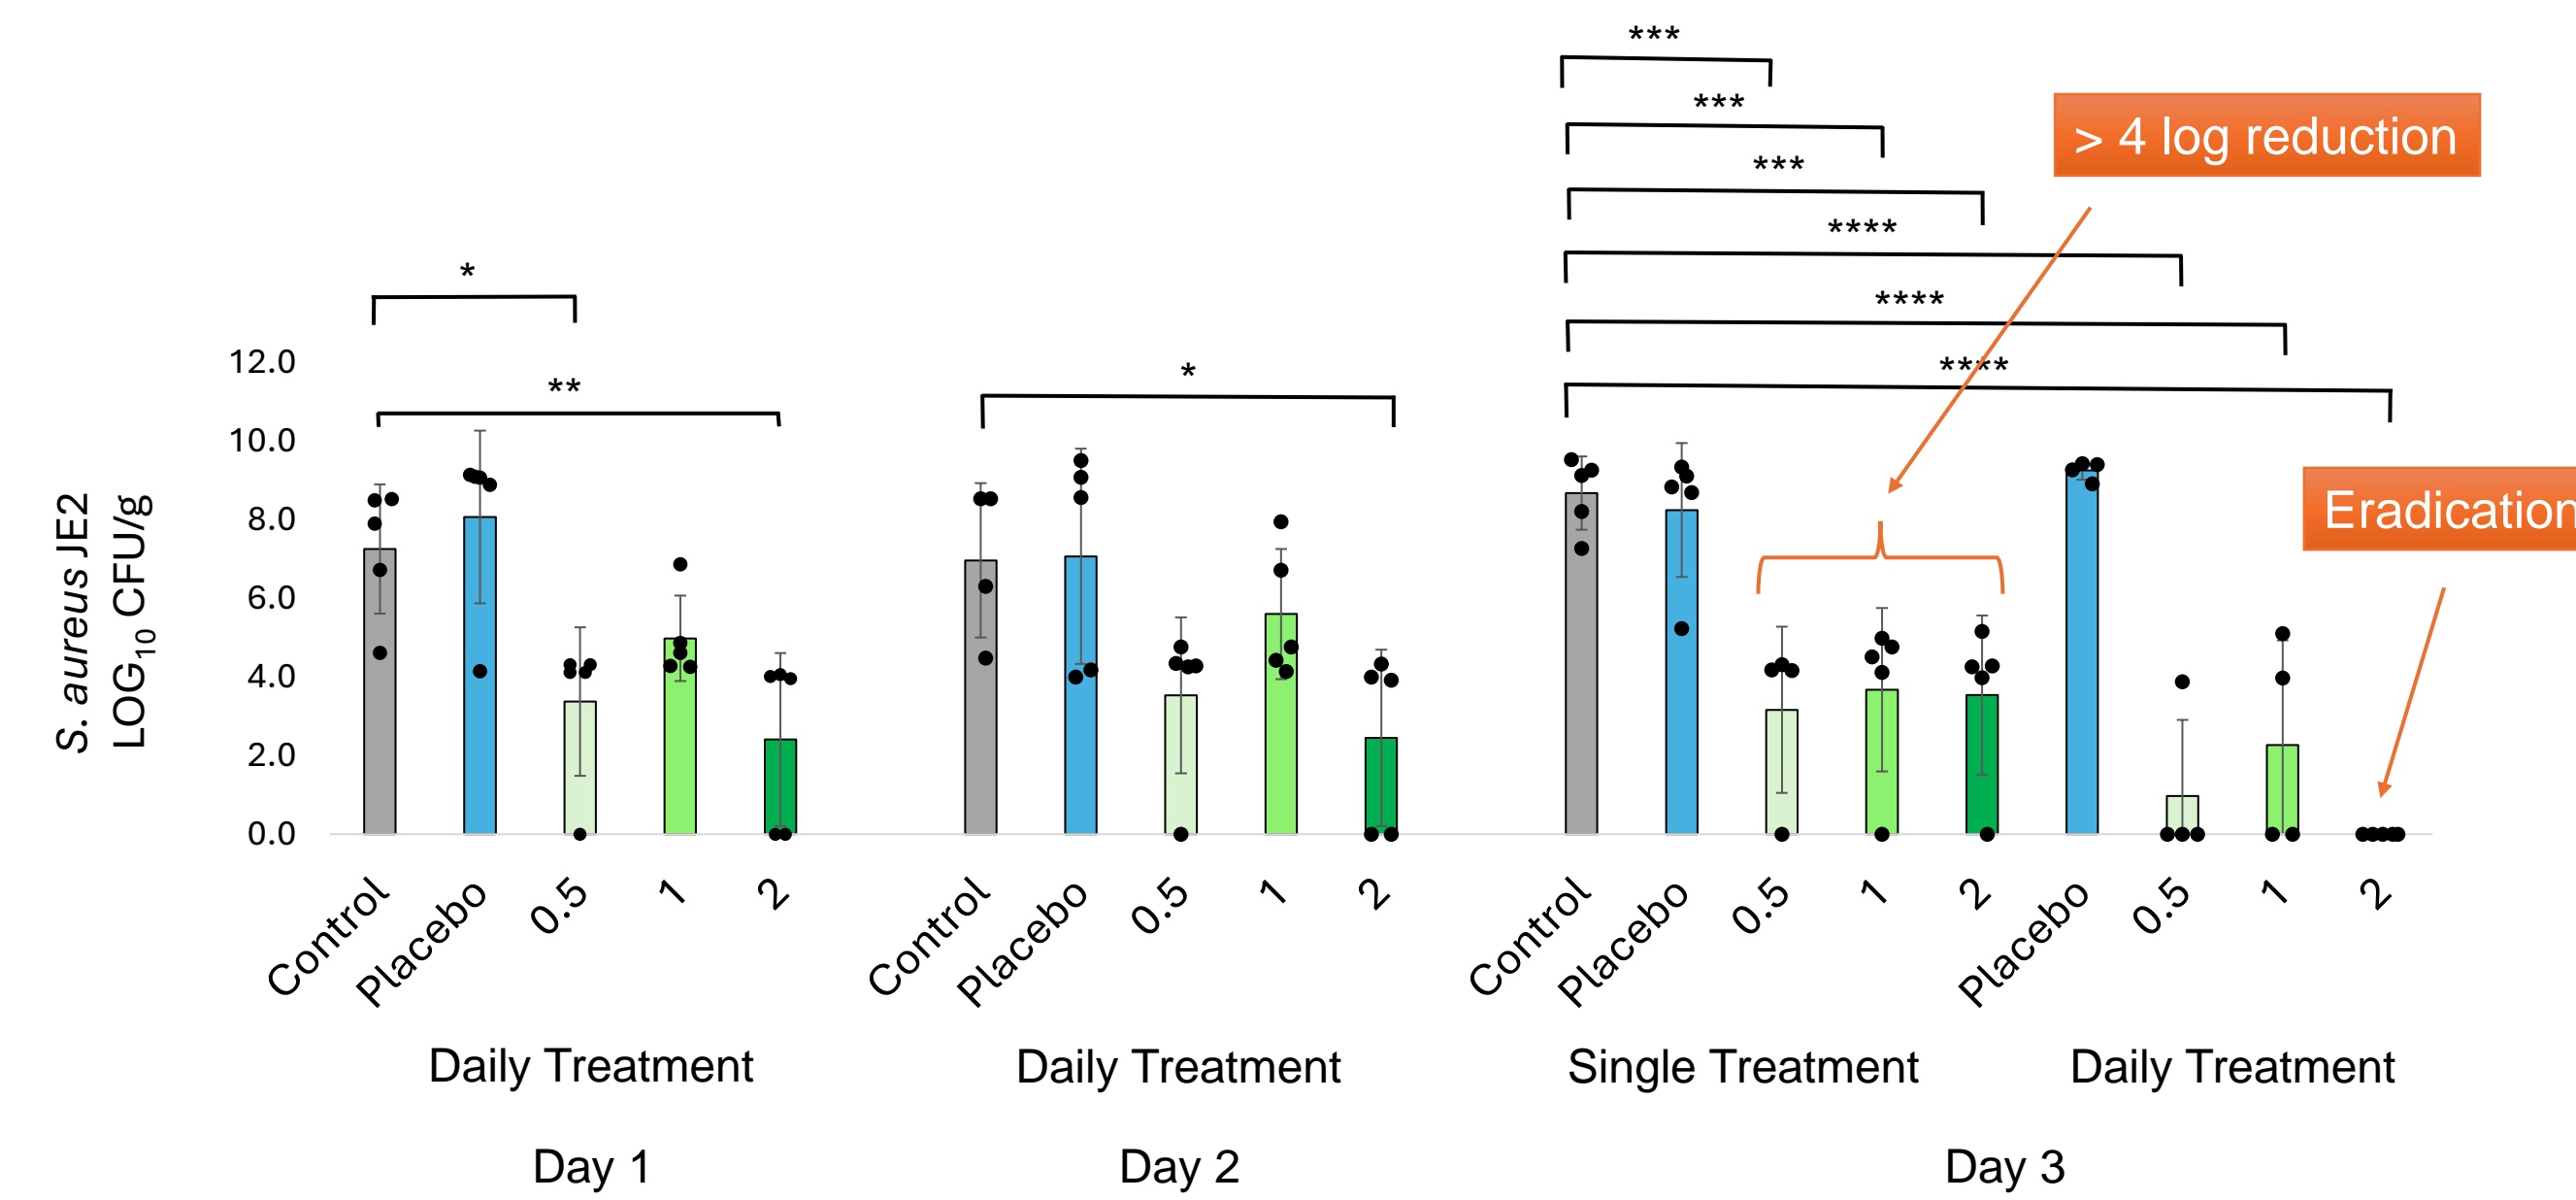 ***
***
> 4 log reduction
***
****
*
****
12.0
****
*
**
10.0
Eradication
8.0
6.0
4.0
2.0
0.0
S. aureus JE2
LOG10 CFU/g
Control Placebo 0.5 1 2 Control Placebo 0.5 1 2 Control Placebo 0.5 1 2 Placebo 0.5 1 2
Daily Treatment Daily Treatment Single Treatment Daily Treatment
Day 1 Day 2 Day 3